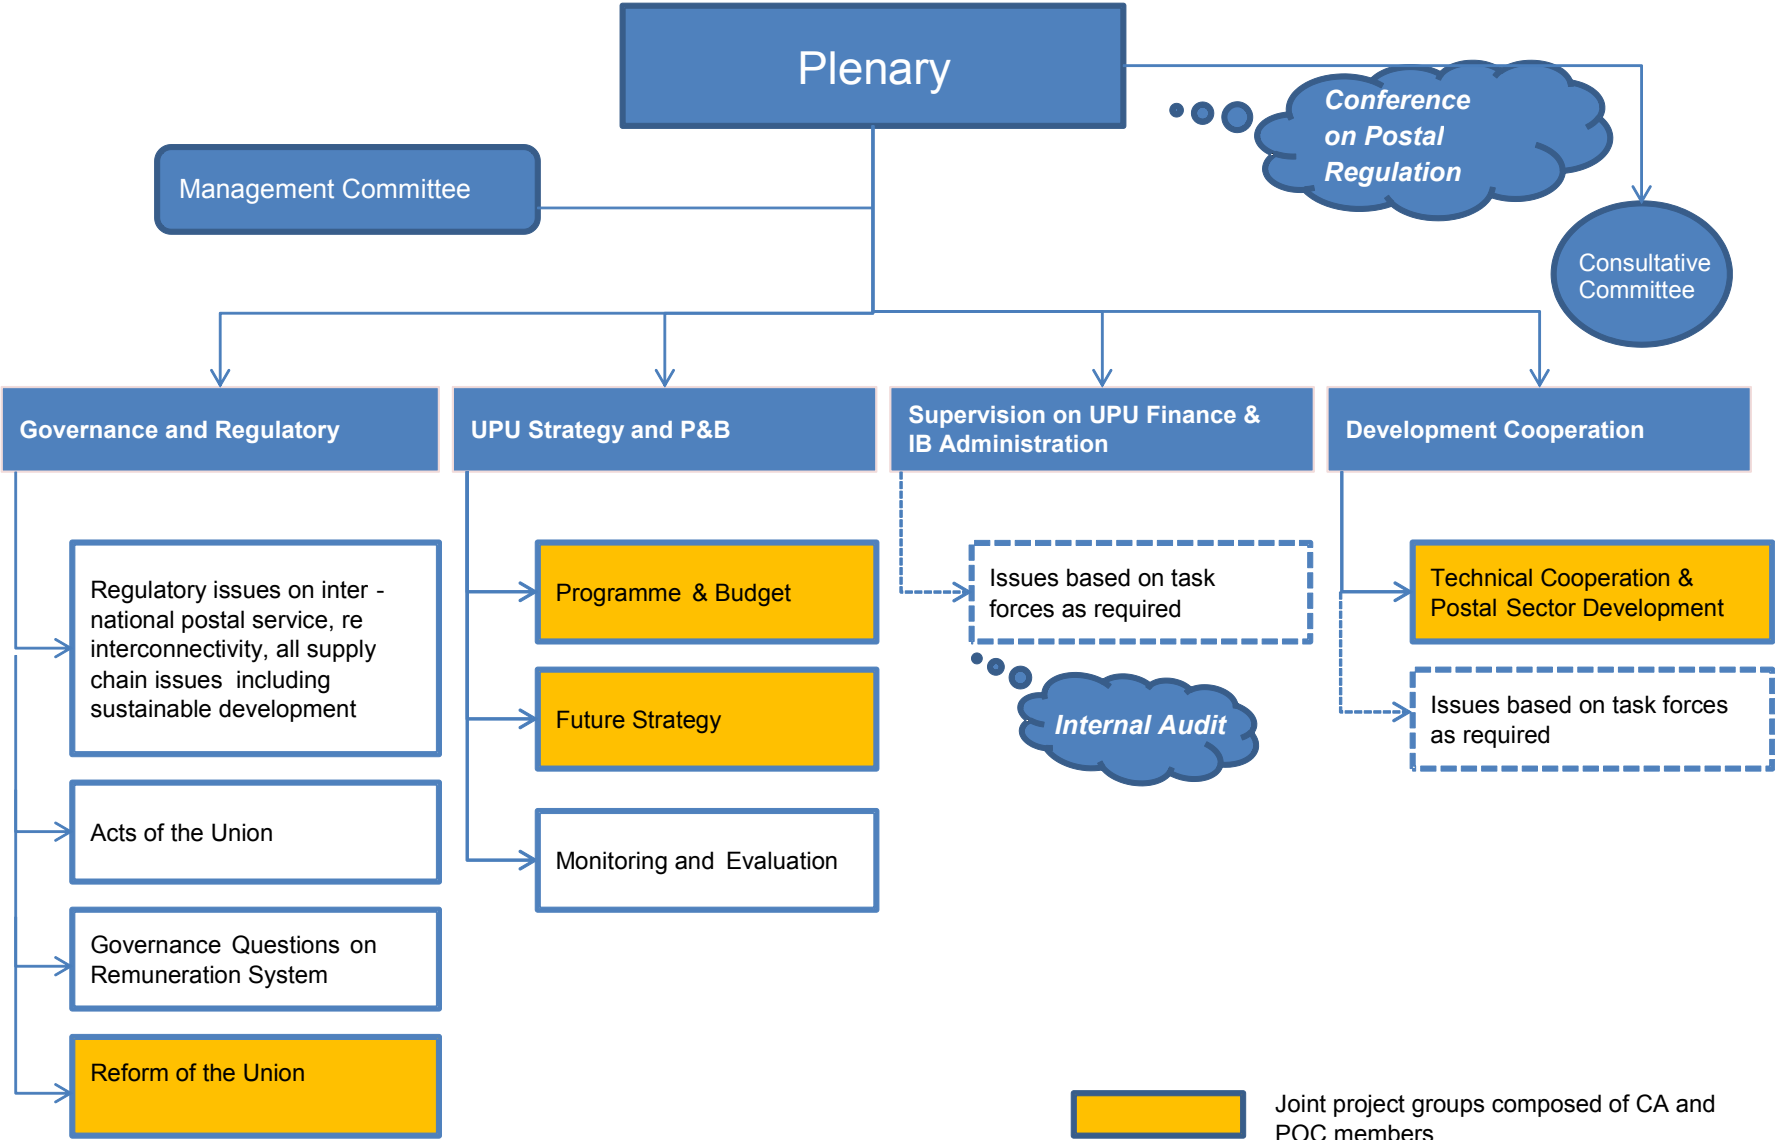 Plenary
Conference
on Postal
Regulation
Management Committee
Consultative
Committee
Governance and Regulatory
UPU Strategy and P&B
Supervision on UPU Finance &
IB Administration
Development Cooperation
Regulatory issues on inter -
national postal service, re
interconnectivity, all supply
chain issues including
sustainable development
Acts of the Union
Governance Questions on
Remuneration System
Reform of the Union
Programme & Budget
Future Strategy
Monitoring and Evaluation
Issues based on task
forces as required
Internal Audit
Technical Cooperation &
Postal Sector Development
Issues based on task forces
as required
Joint project groups composed of CA and
POC members